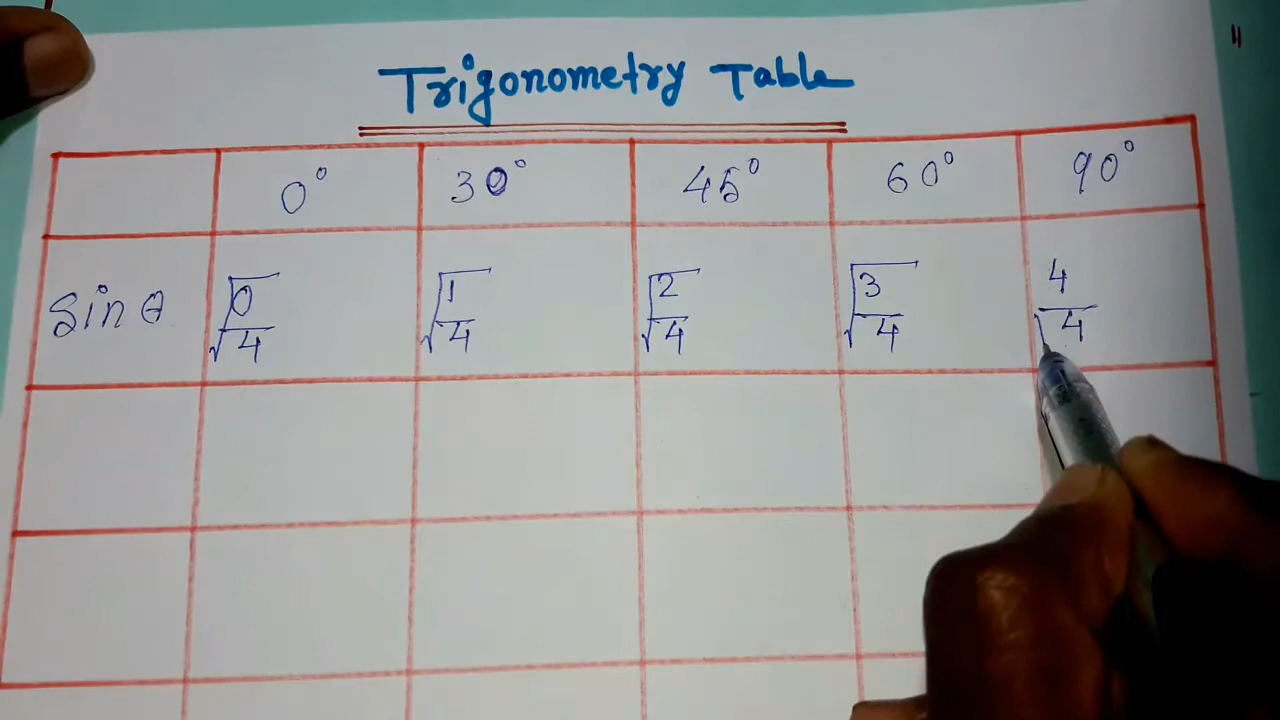 Trigonometry Table
0° 30° 45° 60° 90°
sin θ √0/4 √1/4 √2/4 √3/4 √4/4